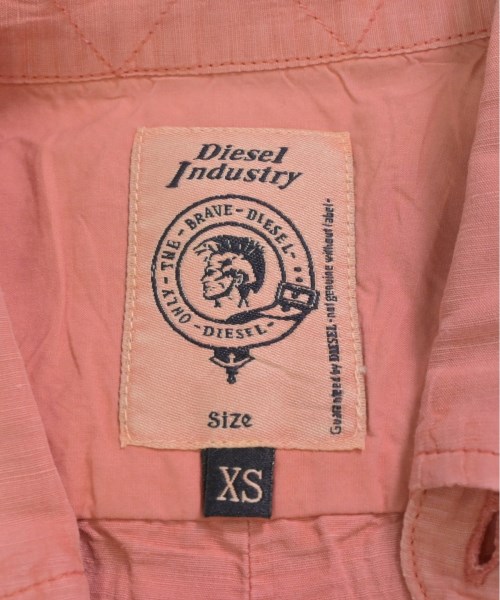 Diesel
Industry
ONLY - THE - BRAVE - DIESEL -
- DIESEL -
Guaranteed by DIESEL - not genuine without label -
Size
XS